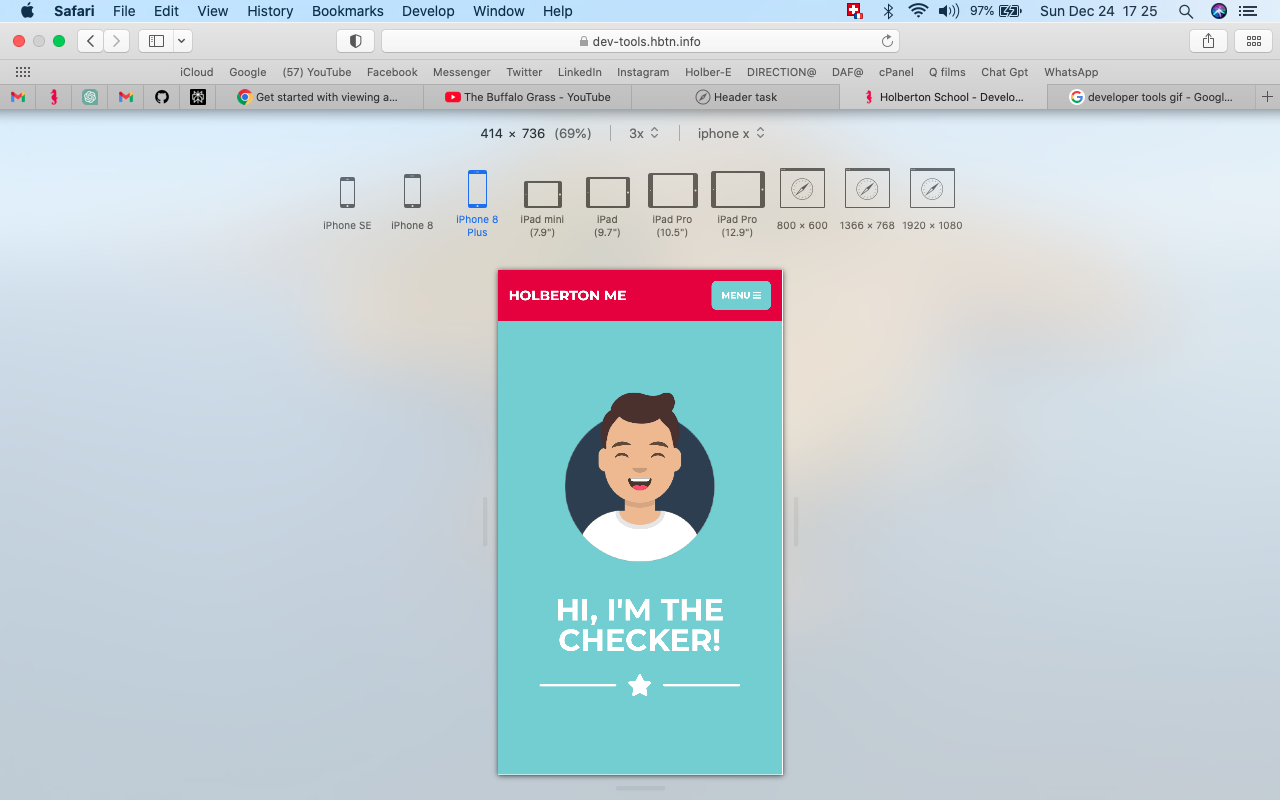 Safari File Edit View History Bookmarks Develop Window Help 97% Sun Dec 24 17 25
dev-tools.hbtn.info
iCloud Google (57) YouTube Facebook Messenger Twitter LinkedIn Instagram Holber-E DIRECTION@ DAF@ cPanel Q films Chat Gpt WhatsApp
Get started with viewing a... The Buffalo Grass - YouTube Header task Holberton School - Develo... developer tools gif - Googl...
414 × 736 (69%) 3x iphone x
iPhone SE iPhone 8 iPhone 8 Plus iPad mini (7.9") iPad (9.7") iPad Pro (10.5") iPad Pro (12.9") 800 × 600 1366 × 768 1920 × 1080
HOLBERTON ME MENU
HI, I'M THE
CHECKER!